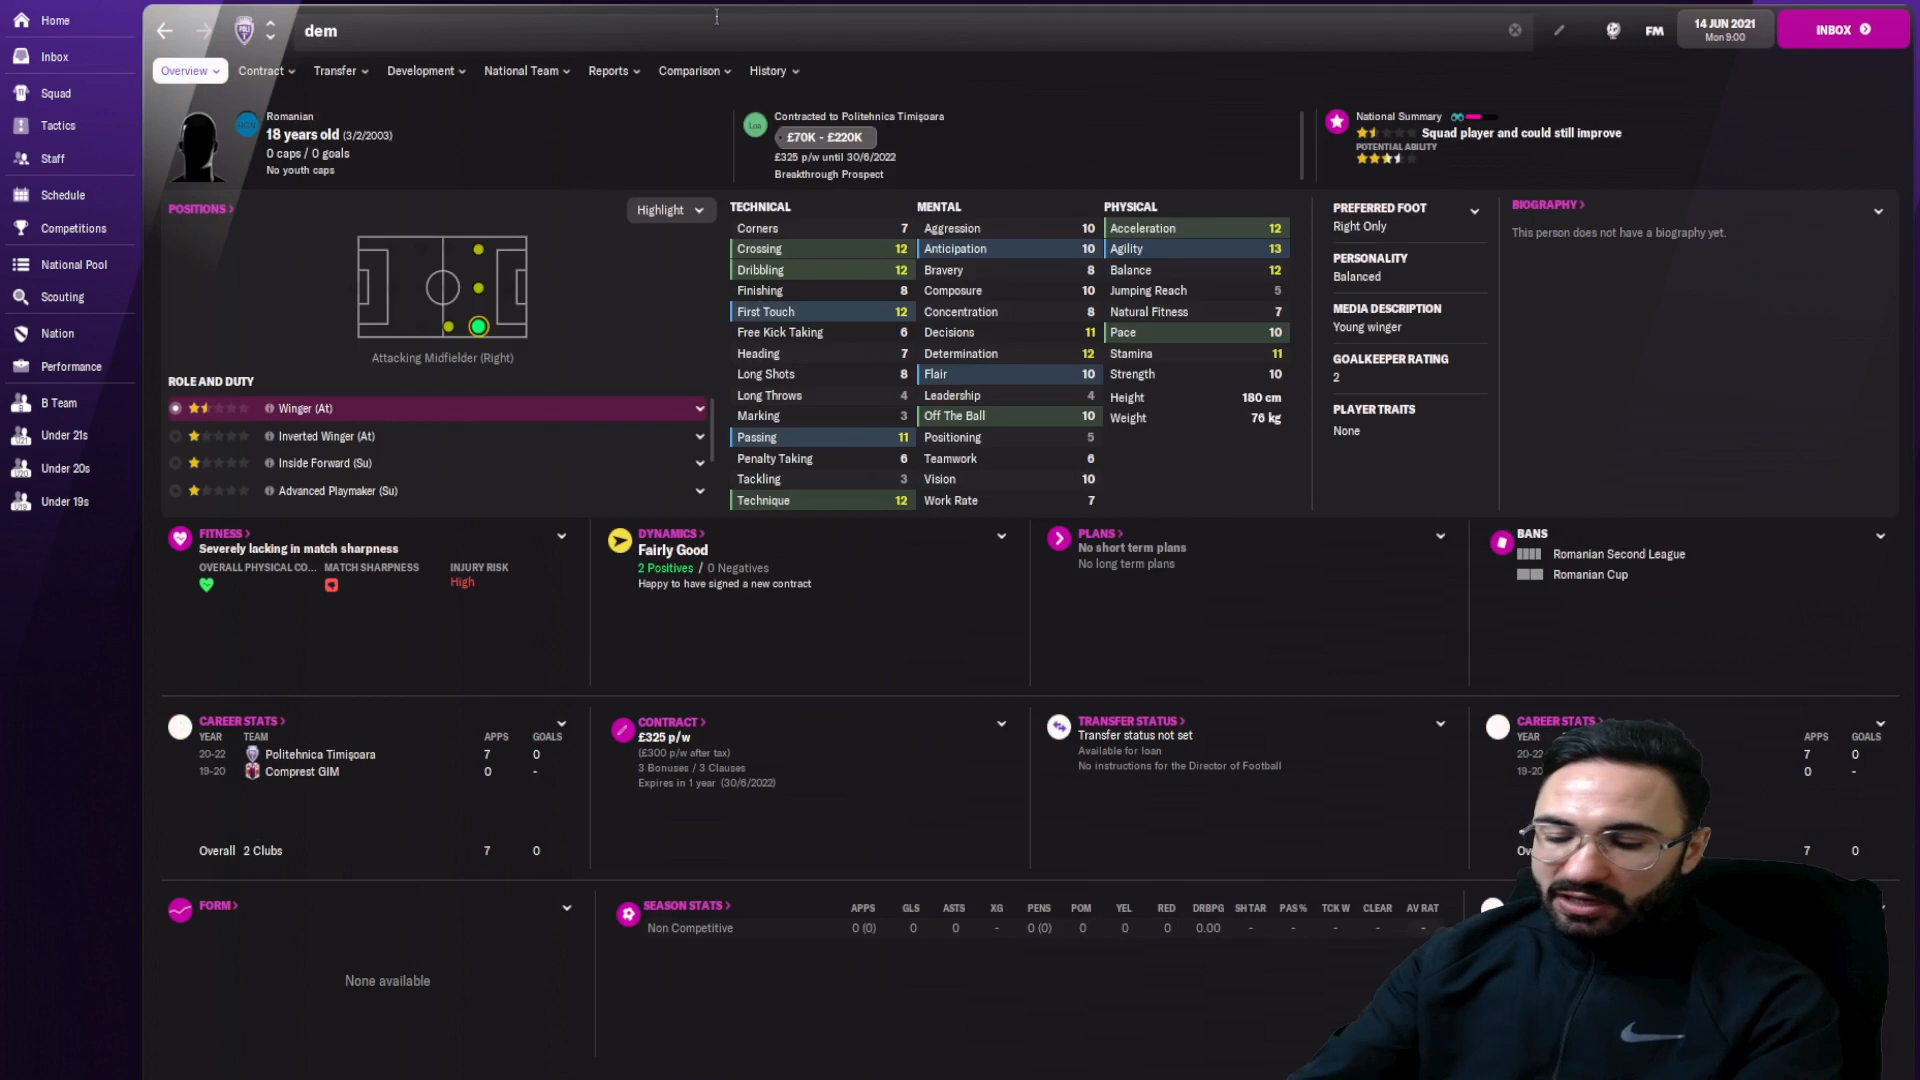 Home
dem
FM
14 JUN 2021
Mon 9:00
INBOX
Inbox
Squad
Tactics
Staff
Schedule
Competitions
National Pool
Scouting
Nation
Performance
B Team
Under 21s
Under 20s
Under 19s
Overview
Contract
Transfer
Development
National Team
Reports
Comparison
History
Romanian
18 years old (3/2/2003)
0 caps / 0 goals
No youth caps
Loa
Contracted to Politehnica Timişoara
£70K - £220K
£325 p/w until 30/6/2022
Breakthrough Prospect
National Summary
Squad player and could still improve
POTENTIAL ABILITY
POSITIONS >
Highlight
Attacking Midfielder (Right)
ROLE AND DUTY
Winger (At)
Inverted Winger (At)
Inside Forward (Su)
Advanced Playmaker (Su)
TECHNICAL
Corners 7
Crossing 12
Dribbling 12
Finishing 8
First Touch 12
Free Kick Taking 6
Heading 7
Long Shots 8
Long Throws 4
Marking 3
Passing 11
Penalty Taking 6
Tackling 3
Technique 12
MENTAL
Aggression 10
Anticipation 10
Bravery 8
Composure 10
Concentration 8
Decisions 11
Determination 12
Flair 10
Leadership 4
Off The Ball 10
Positioning 5
Teamwork 6
Vision 10
Work Rate 7
PHYSICAL
Acceleration 12
Agility 13
Balance 12
Jumping Reach 5
Natural Fitness 7
Pace 10
Stamina 11
Strength 10
Height 180 cm
Weight 76 kg
PREFERRED FOOT
Right Only
PERSONALITY
Balanced
MEDIA DESCRIPTION
Young winger
GOALKEEPER RATING
2
PLAYER TRAITS
None
BIOGRAPHY >
This person does not have a biography yet.
FITNESS >
Severely lacking in match sharpness
OVERALL PHYSICAL CO... MATCH SHARPNESS INJURY RISK
High
DYNAMICS >
Fairly Good
2 Positives / 0 Negatives
Happy to have signed a new contract
PLANS >
No short term plans
No long term plans
BANS
Romanian Second League
Romanian Cup
CAREER STATS >
YEAR TEAM APPS GOALS
20-22 Politehnica Timişoara 7 0
19-20 Comprest GIM 0 -
Overall 2 Clubs 7 0
CONTRACT >
£325 p/w
(£300 p/w after tax)
3 Bonuses / 3 Clauses
Expires in 1 year (30/6/2022)
TRANSFER STATUS >
Transfer status not set
Available for loan
No instructions for the Director of Football
CAREER STATS >
YEAR APPS GOALS
20-22 7 0
19-20 0 -
7 0
FORM >
None available
SEASON STATS > APPS GLS ASTS XG PENS POM YEL RED DRBPG SH TAR PAS % TCK W CLEAR AV RAT
Non Competitive 0 (0) 0 0 - 0 (0) 0 0 0 0.00 - - - - -